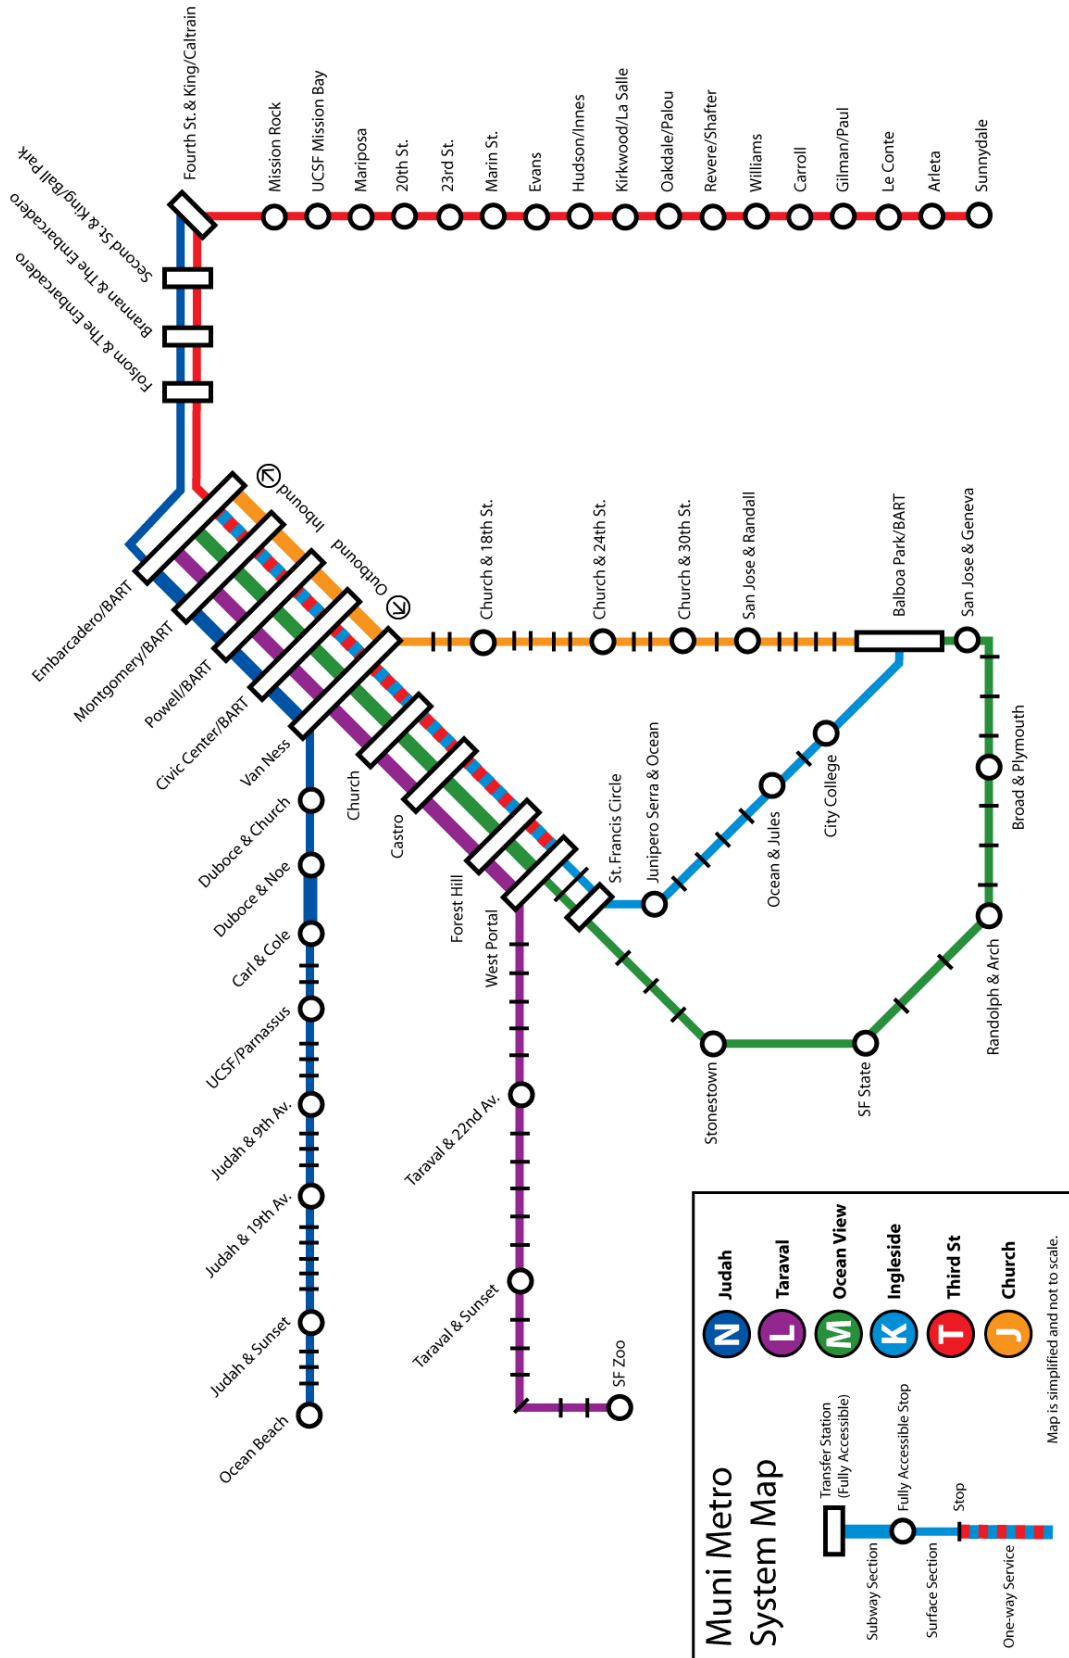 Fourth St. & King/Caltrain
Second St.& King/Ball Park
Brannan & The Embarcadero
Folsom & The Embarcadero
Mission Rock
UCSF Mission Bay
Mariposa
20th St.
23rd St.
Marin St.
Evans
Hudson/Innes
Kirkwood/La Salle
Oakdale/Palou
Revere/Shafter
Williams
Carroll
Gilman/Paul
Le Conte
Arleta
Sunnydale
Inbound
Outbound
Embarcadero/BART
Montgomery/BART
Powell/BART
Civic Center/BART
Van Ness
Church
Castro
Forest Hill
West Portal
St. Francis Circle
Church & 18th St.
Church & 24th St.
Church & 30th St.
San Jose & Randall
Balboa Park/BART
San Jose & Geneva
Junipero Serra & Ocean
Ocean & Jules
City College
Broad & Plymouth
Randolph & Arch
SF State
Stonestown
Duboce & Church
Duboce & Noe
Carl & Cole
UCSF/Parnassus
Judah & 9th Av.
Judah & 19th Av.
Judah & Sunset
Ocean Beach
Taraval & 22nd Av.
Taraval & Sunset
SF Zoo
Muni Metro
System Map
N Judah
L Taraval
M Ocean View
K Ingleside
T Third St
J Church
Transfer Station
(Fully Accessible)
Subway Section
Fully Accessible Stop
Surface Section
Stop
One-way Service
Map is simplified and not to scale.